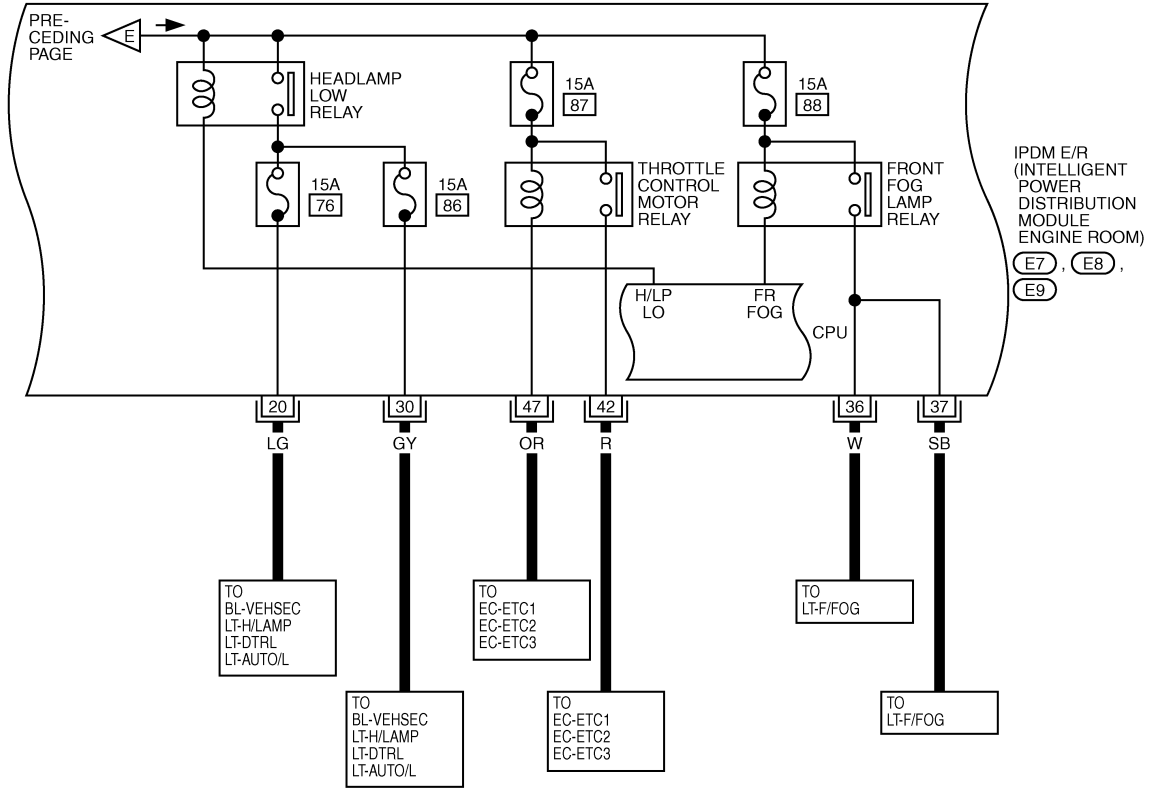 PRE-
CEDING
PAGE
E
HEADLAMP
LOW
RELAY
15A
87
15A
88
15A
76
15A
86
THROTTLE
CONTROL
MOTOR
RELAY
FRONT
FOG
LAMP
RELAY
IPDM E/R
(INTELLIGENT
POWER
DISTRIBUTION
MODULE
ENGINE ROOM)
E7 , E8 ,
E9
H/LP
LO
FR
FOG
CPU
20
30
47
42
36
37
LG
GY
OR
R
W
SB
TO
BL-VEHSEC
LT-H/LAMP
LT-DTRL
LT-AUTO/L
TO
EC-ETC1
EC-ETC2
EC-ETC3
TO
LT-F/FOG
TO
BL-VEHSEC
LT-H/LAMP
LT-DTRL
LT-AUTO/L
TO
EC-ETC1
EC-ETC2
EC-ETC3
TO
LT-F/FOG